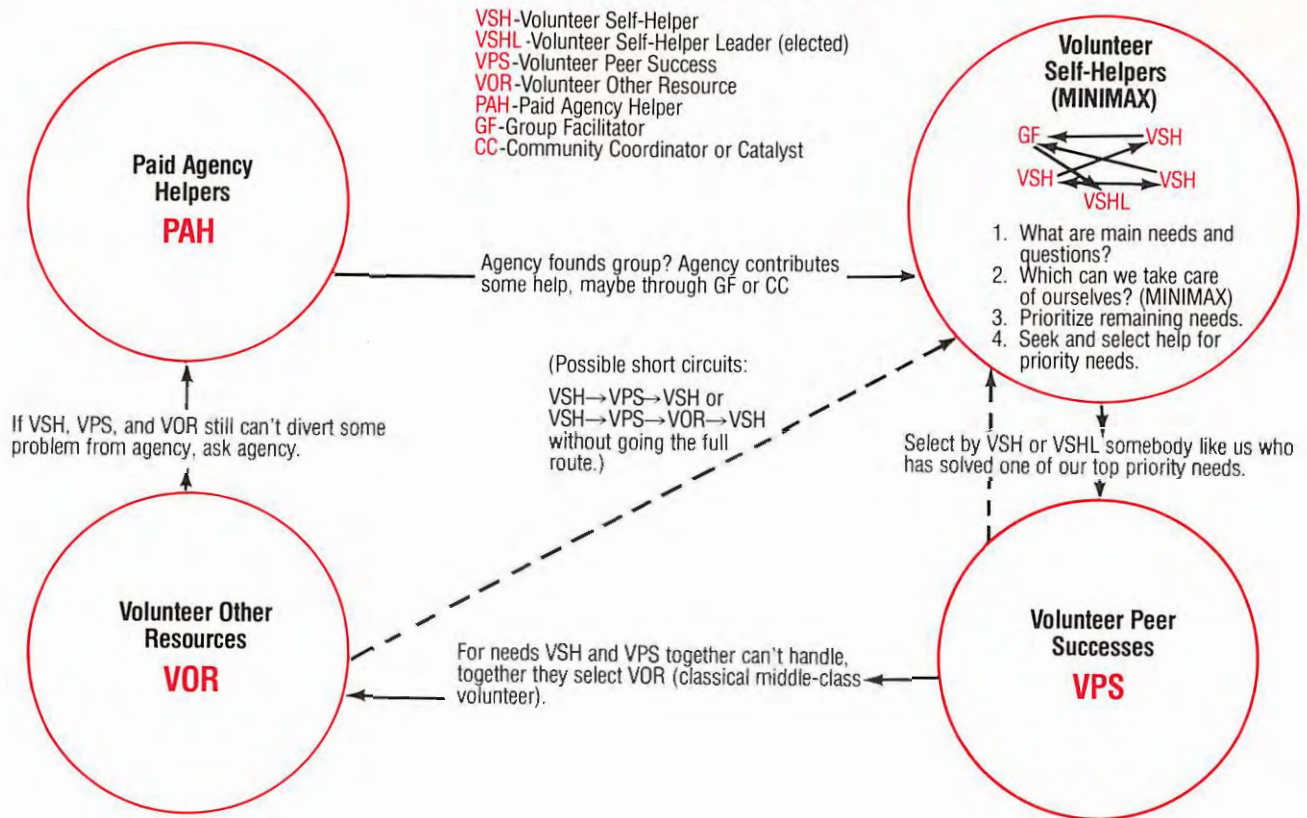 VSH-Volunteer Self-Helper
VSHL-Volunteer Self-Helper Leader (elected)
VPS-Volunteer Peer Success
VOR-Volunteer Other Resource
PAH-Paid Agency Helper
GF-Group Facilitator
CC-Community Coordinator or Catalyst
Paid Agency
Helpers
PAH
Volunteer
Self-Helpers
(MINIMAX)
GF VSH
VSH VSH
VSHL
1. What are main needs and
questions?
2. Which can we take care
of ourselves? (MINIMAX)
3. Prioritize remaining needs.
4. Seek and select help for
priority needs.
Agency founds group? Agency contributes
some help, maybe through GF or CC
(Possible short circuits:
VSH→VPS→VSH or
VSH→VPS→VOR→VSH
without going the full
route.)
If VSH, VPS, and VOR still can't divert some
problem from agency, ask agency.
Select by VSH or VSHL somebody like us who
has solved one of our top priority needs.
Volunteer Other
Resources
VOR
For needs VSH and VPS together can't handle,
together they select VOR (classical middle-class
volunteer).
Volunteer Peer
Successes
VPS